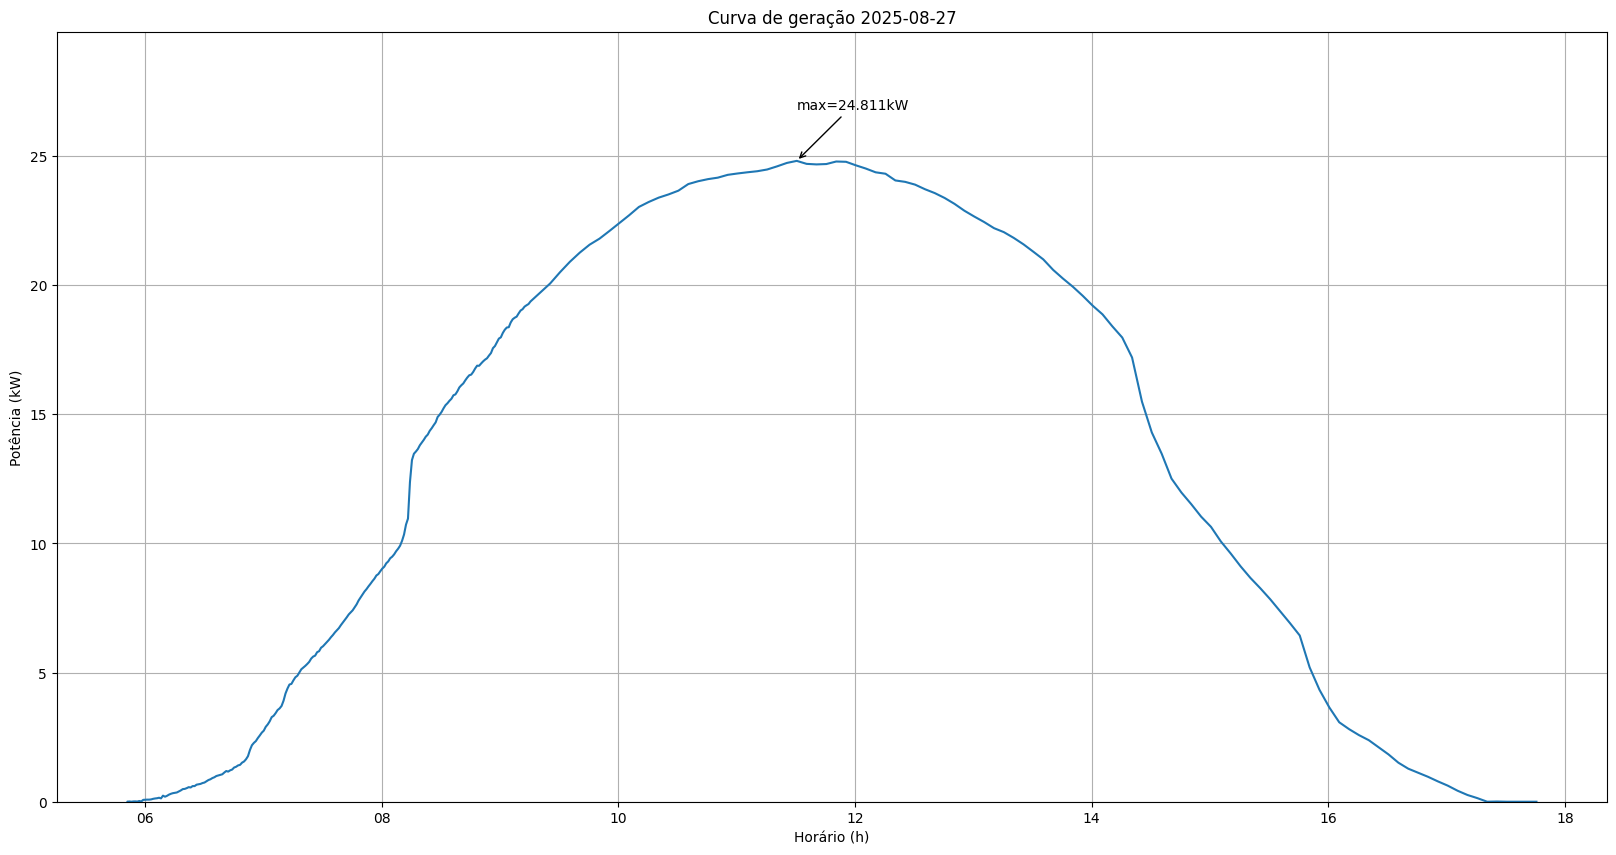 Curva de geração 2025-08-27
max=24.811kW
25
20
15
10
5
0
Potência (kW)
06 08 10 12 14 16 18
Horário (h)